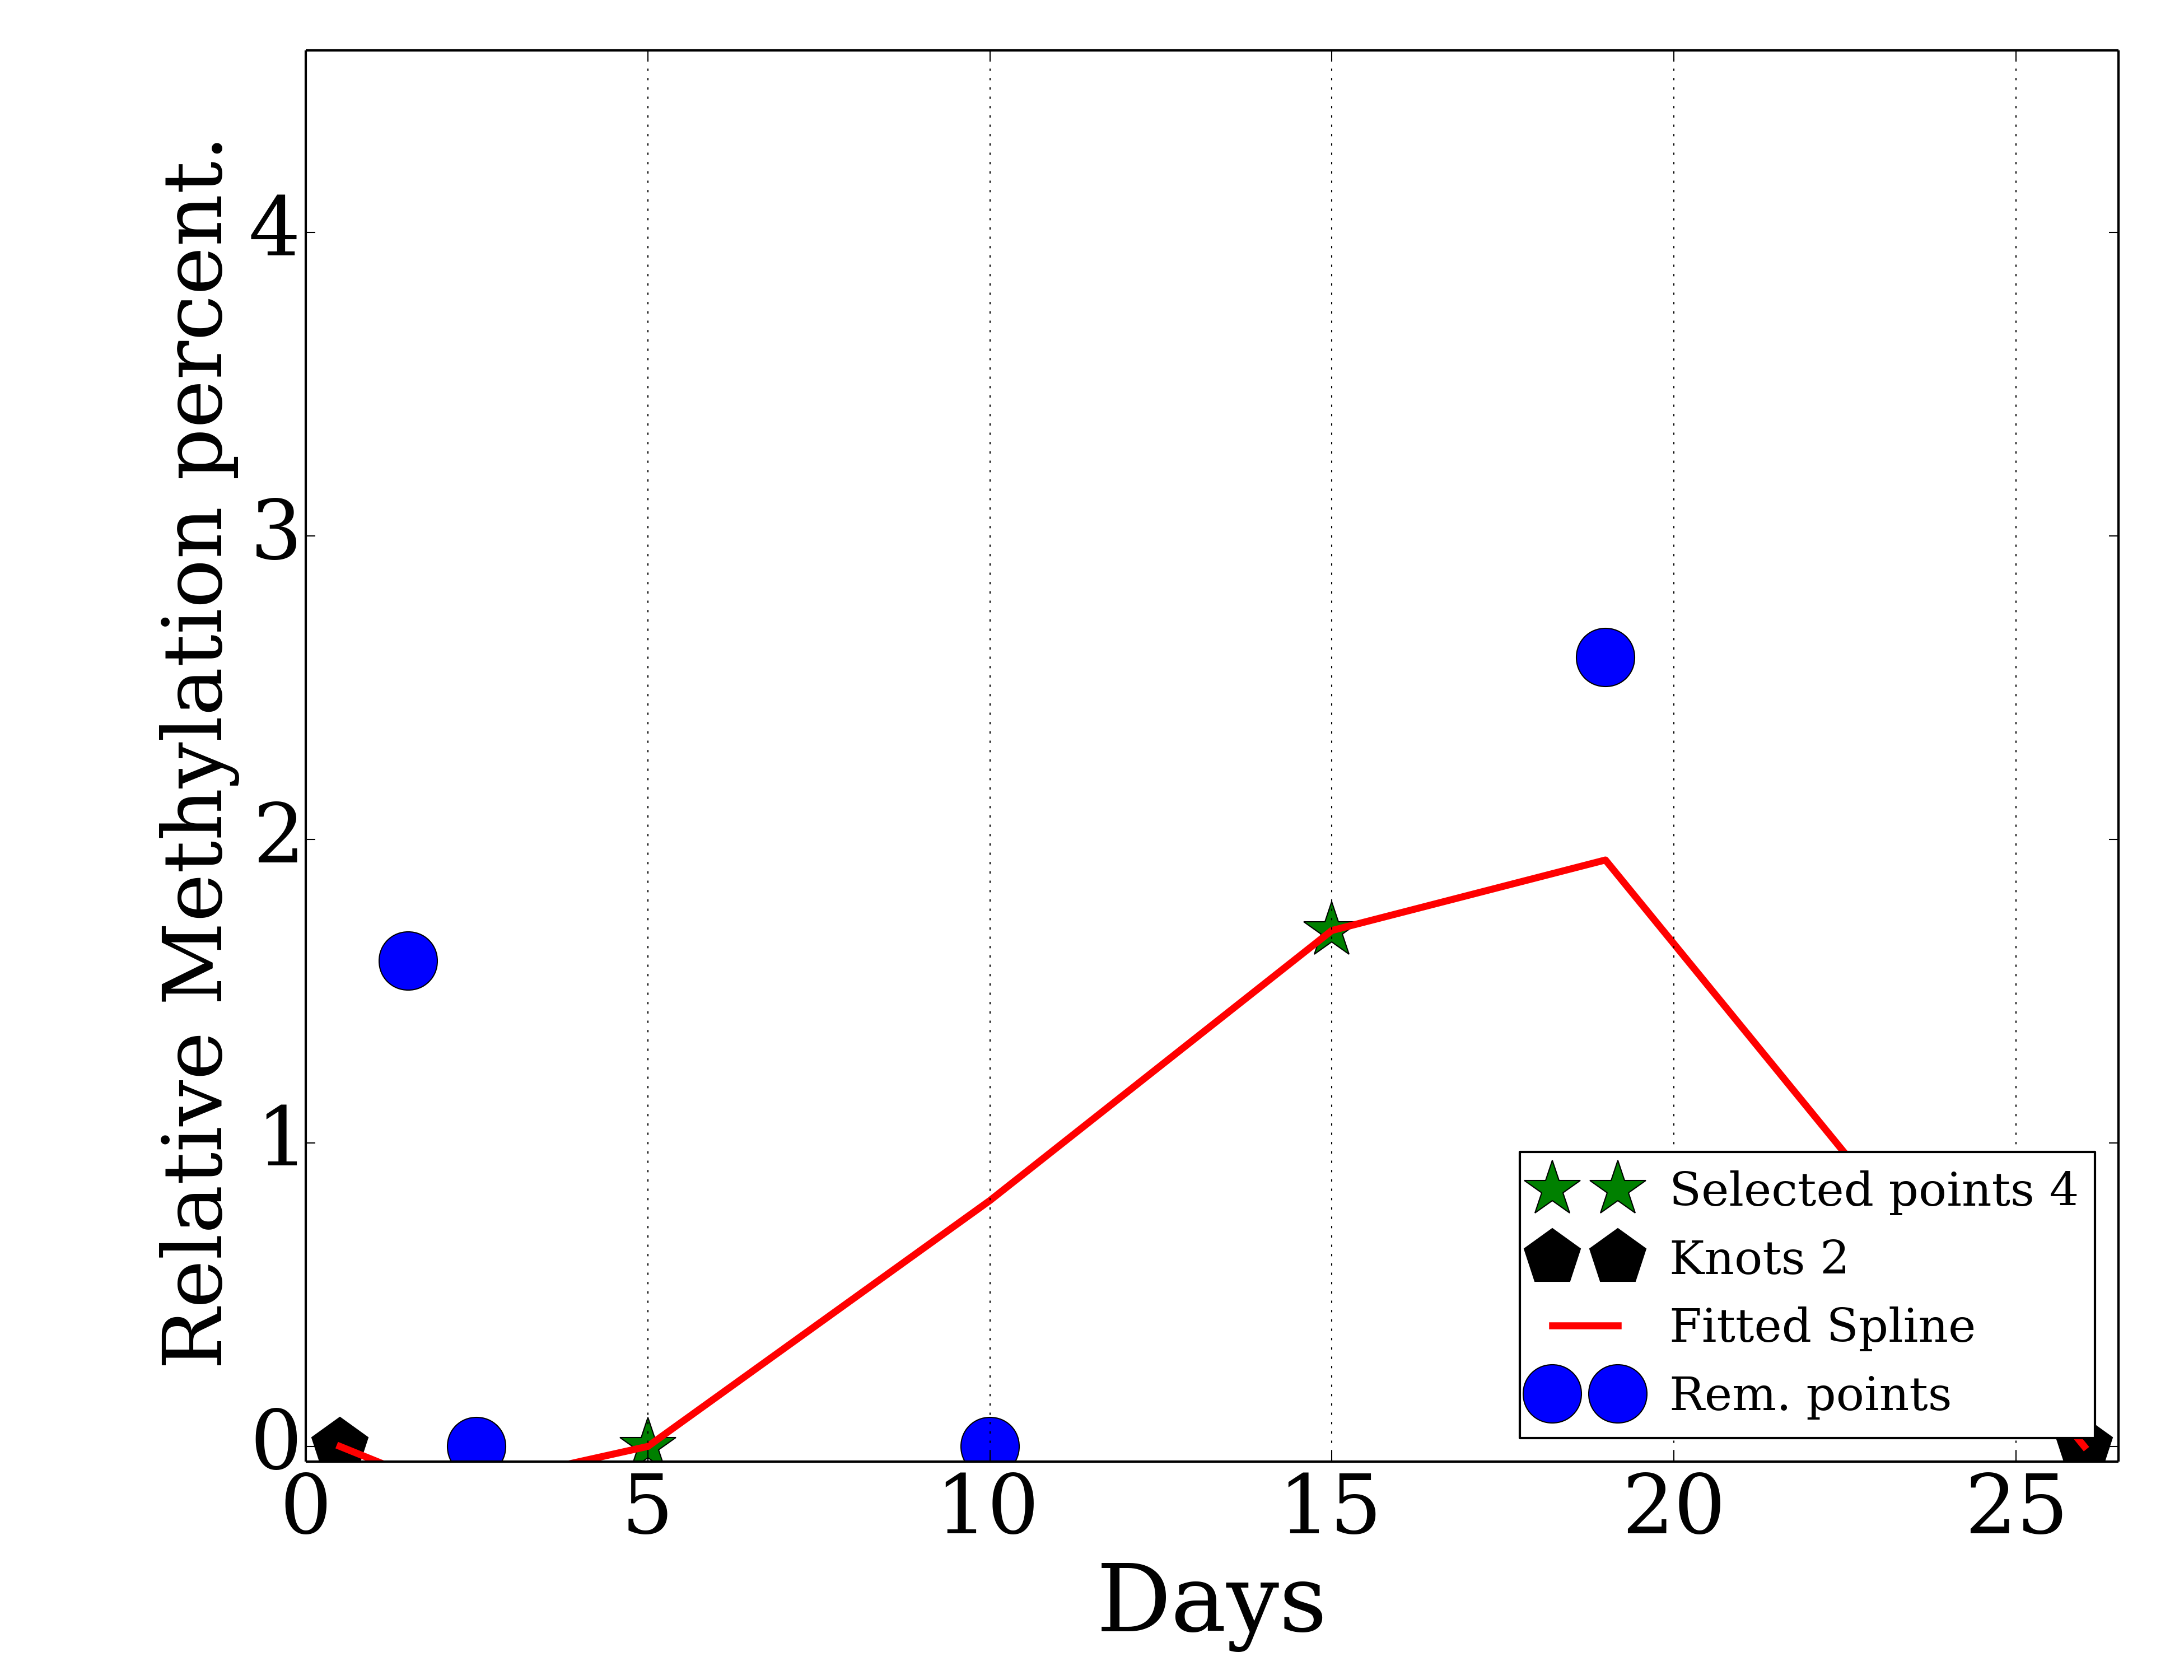 Relative Methylation percent.
4
3
2
1
0
0 5 10 15 20 25
Days
Selected points 4
Knots 2
Fitted Spline
Rem. points